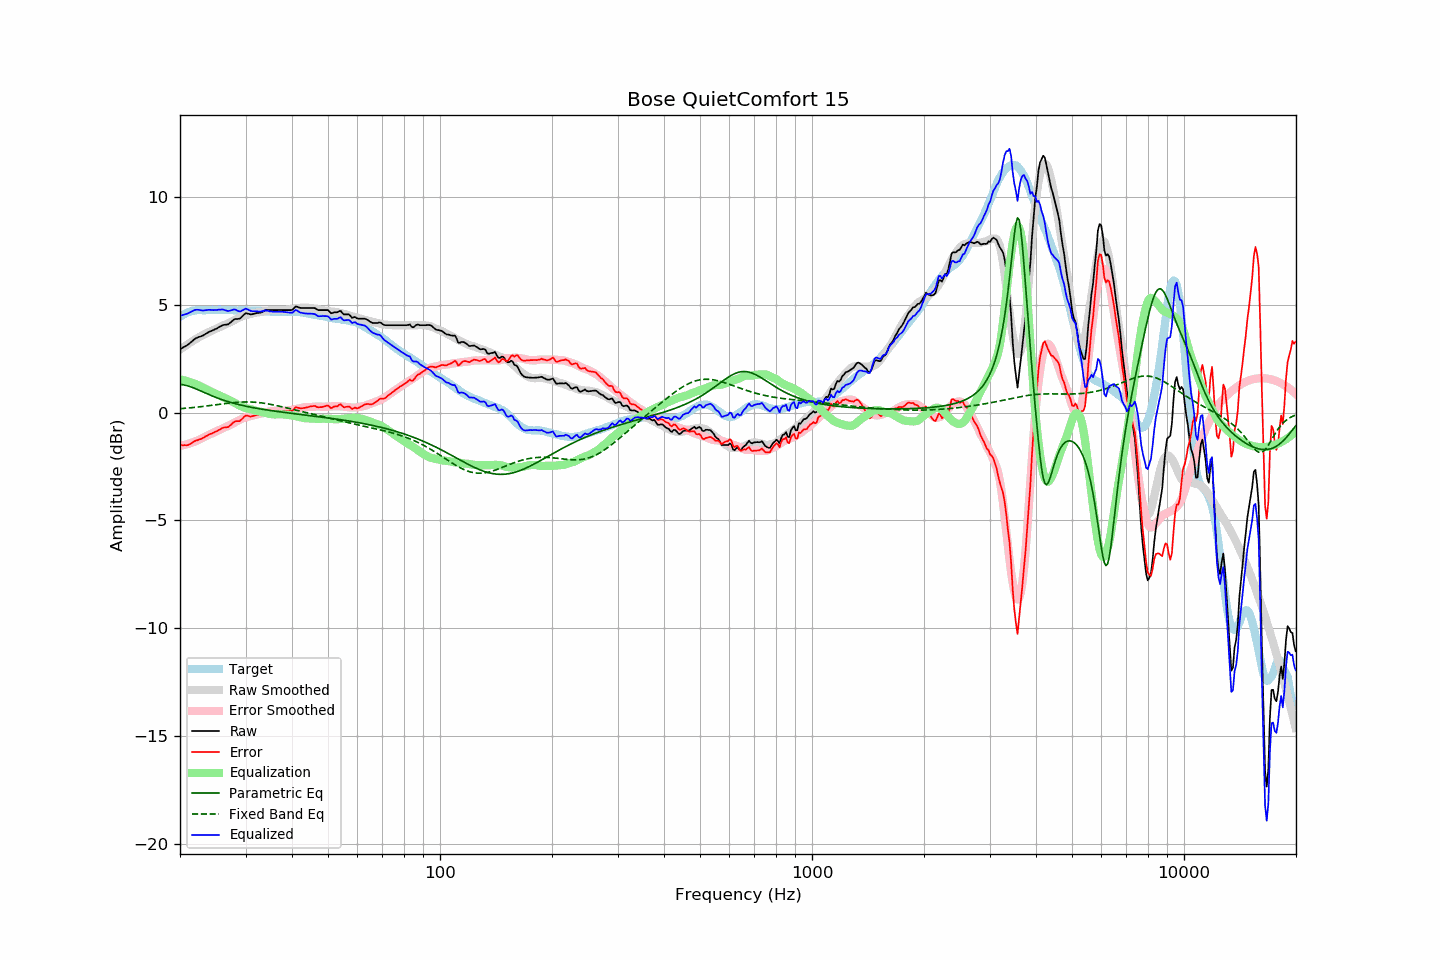 Bose QuietComfort 15
10
5
0
−5
−10
−15
−20
Amplitude (dBr)
Target
Raw Smoothed
Error Smoothed
Raw
Error
Equalization
Parametric Eq
Fixed Band Eq
Equalized
100
1000
10000
Frequency (Hz)